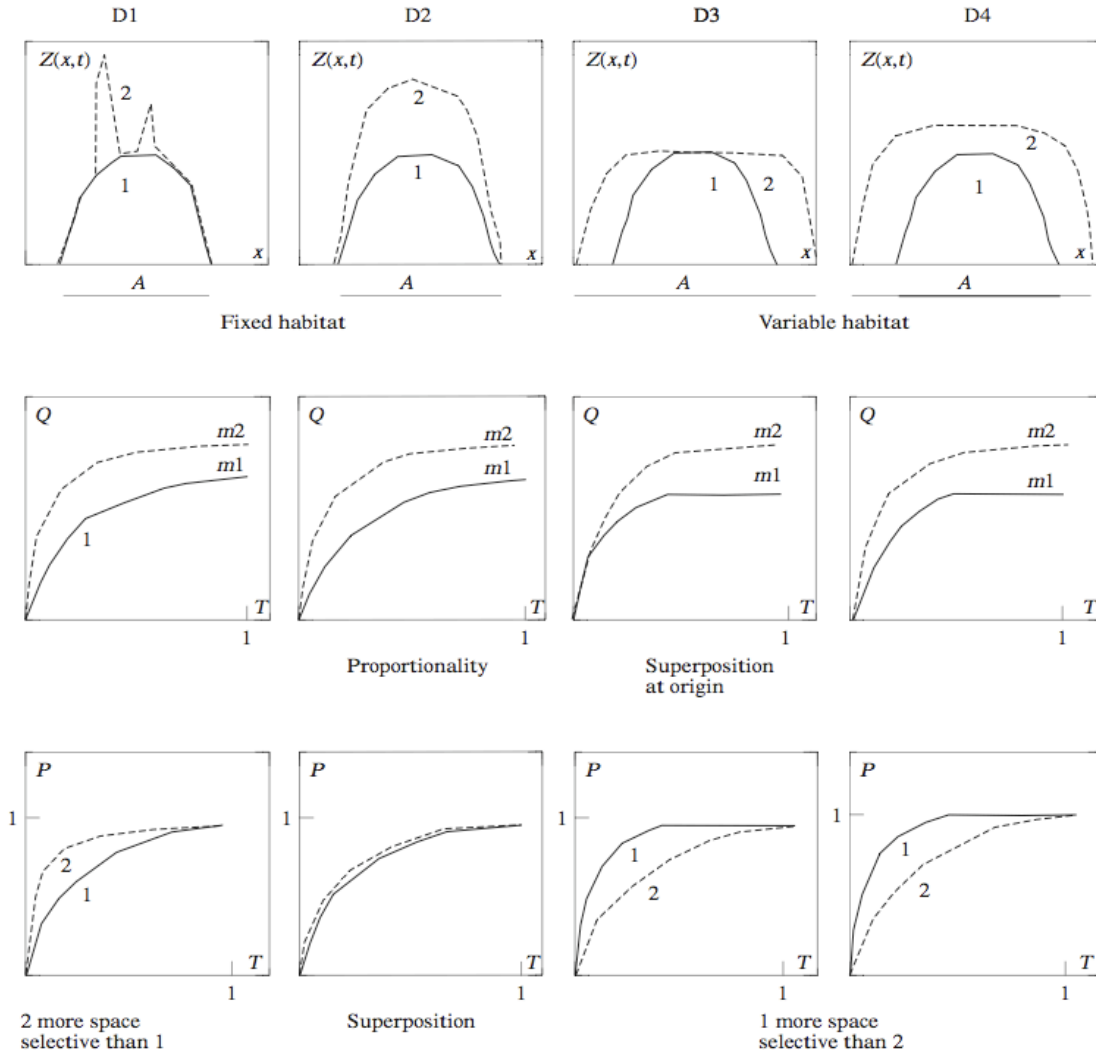 D1 D2 D3 D4
Z(x,t) Z(x,t) Z(x,t) Z(x,t)
2 2 2
1 1 1 2 1
x x x x
A A A A
Fixed habitat Variable habitat
Q Q Q Q
m2 m2 m2 m2
m1 m1 m1 m1
1
T T T T
1 1 1 1
Proportionality Superposition
at origin
P P P P
1 1 1 1
2 1 1
1 2 2
T T T T
1 1 1 1
2 more space Superposition 1 more space
selective than 1 selective than 2